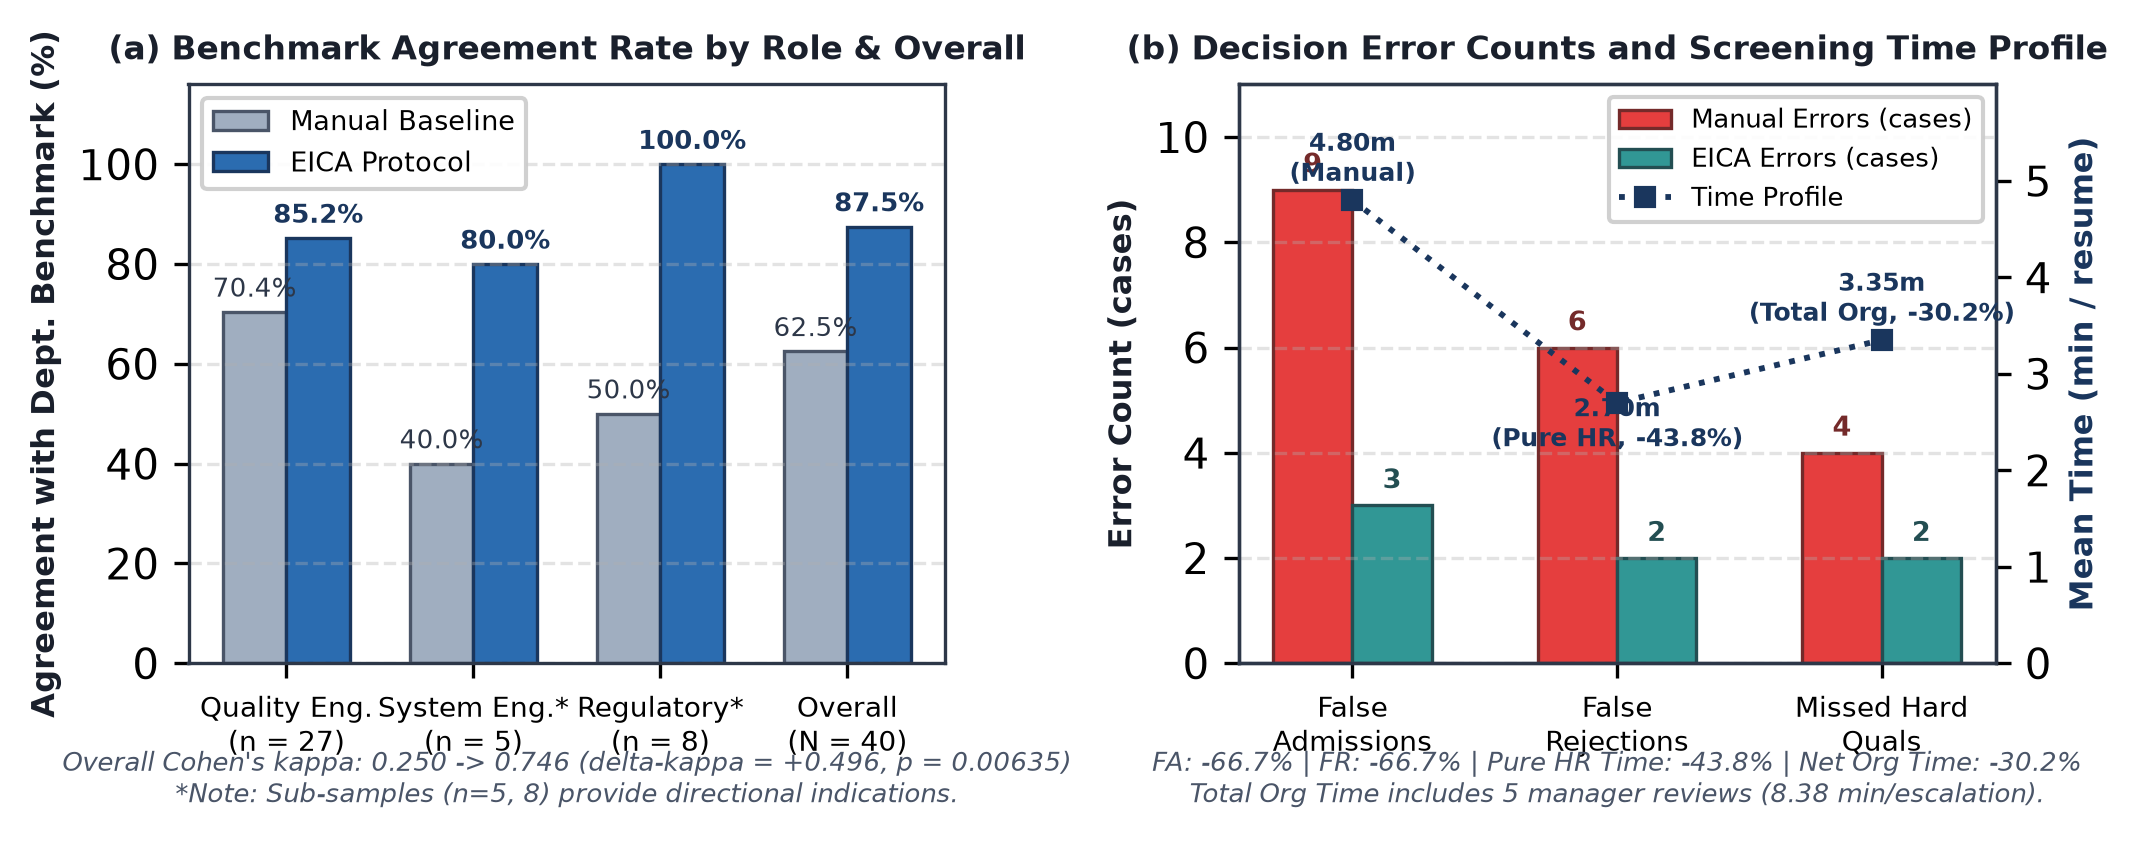 (a) Benchmark Agreement Rate by Role & Overall
Agreement with Dept. Benchmark (%)
Manual Baseline
EICA Protocol
100
80
60
40
20
0
70.4%
85.2%
40.0%
80.0%
50.0%
100.0%
62.5%
87.5%
Quality Eng.
(n = 27)
System Eng.*
(n = 5)
Regulatory*
(n = 8)
Overall
(N = 40)
Overall Cohen's kappa: 0.250 -> 0.746 (delta-kappa = +0.496, p = 0.00635)
*Note: Sub-samples (n=5, 8) provide directional indications.
(b) Decision Error Counts and Screening Time Profile
Error Count (cases)
Manual Errors (cases)
EICA Errors (cases)
Time Profile
10
8
6
4
2
0
9
4.80m
(Manual)
3
6
2.70m
(Pure HR, -43.8%)
2
3.35m
(Total Org, -30.2%)
4
2
5
4
3
2
1
0
Mean Time (min / resume)
False
Admissions
False
Rejections
Missed Hard
Quals
FA: -66.7% | FR: -66.7% | Pure HR Time: -43.8% | Net Org Time: -30.2%
Total Org Time includes 5 manager reviews (8.38 min/escalation).